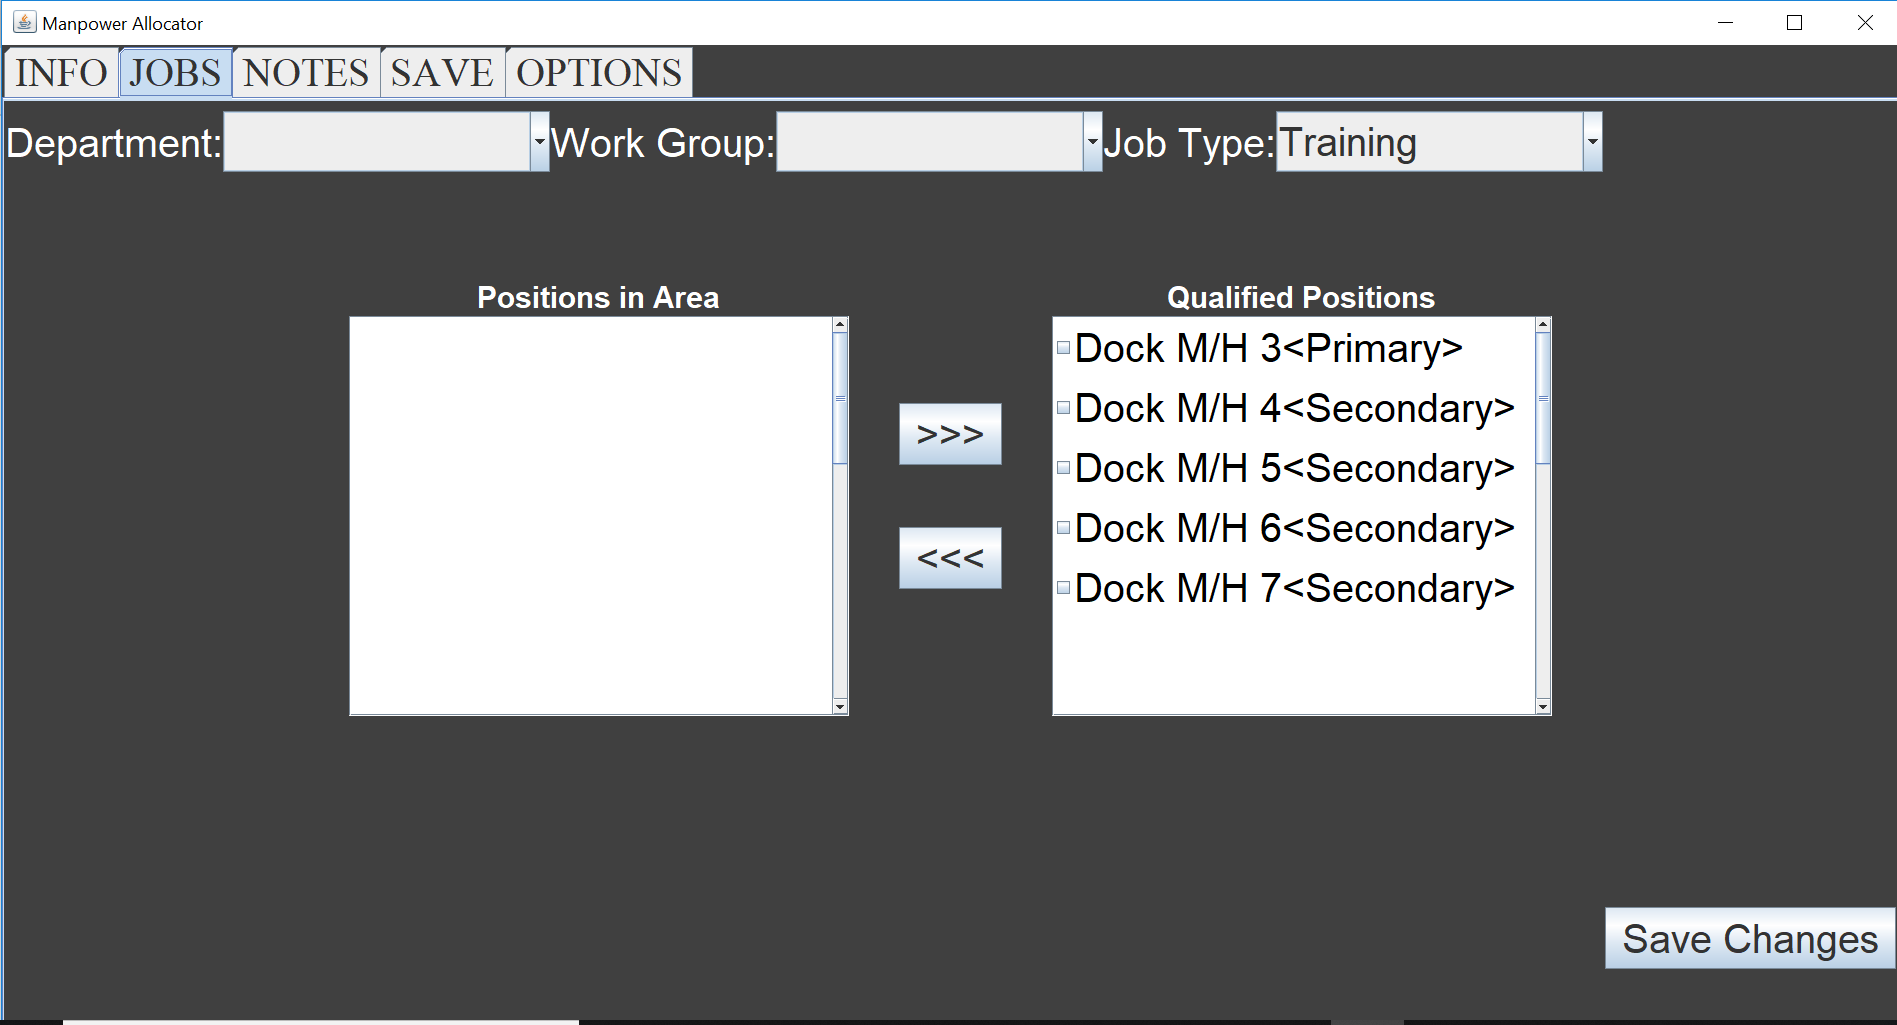 Manpower Allocator
INFO JOBS NOTES SAVE OPTIONS
Department: Work Group: Job Type: Training
Positions in Area
Qualified Positions
Dock M/H 3<Primary>
Dock M/H 4<Secondary>
Dock M/H 5<Secondary>
Dock M/H 6<Secondary>
Dock M/H 7<Secondary>
>>>
<<<
Save Changes